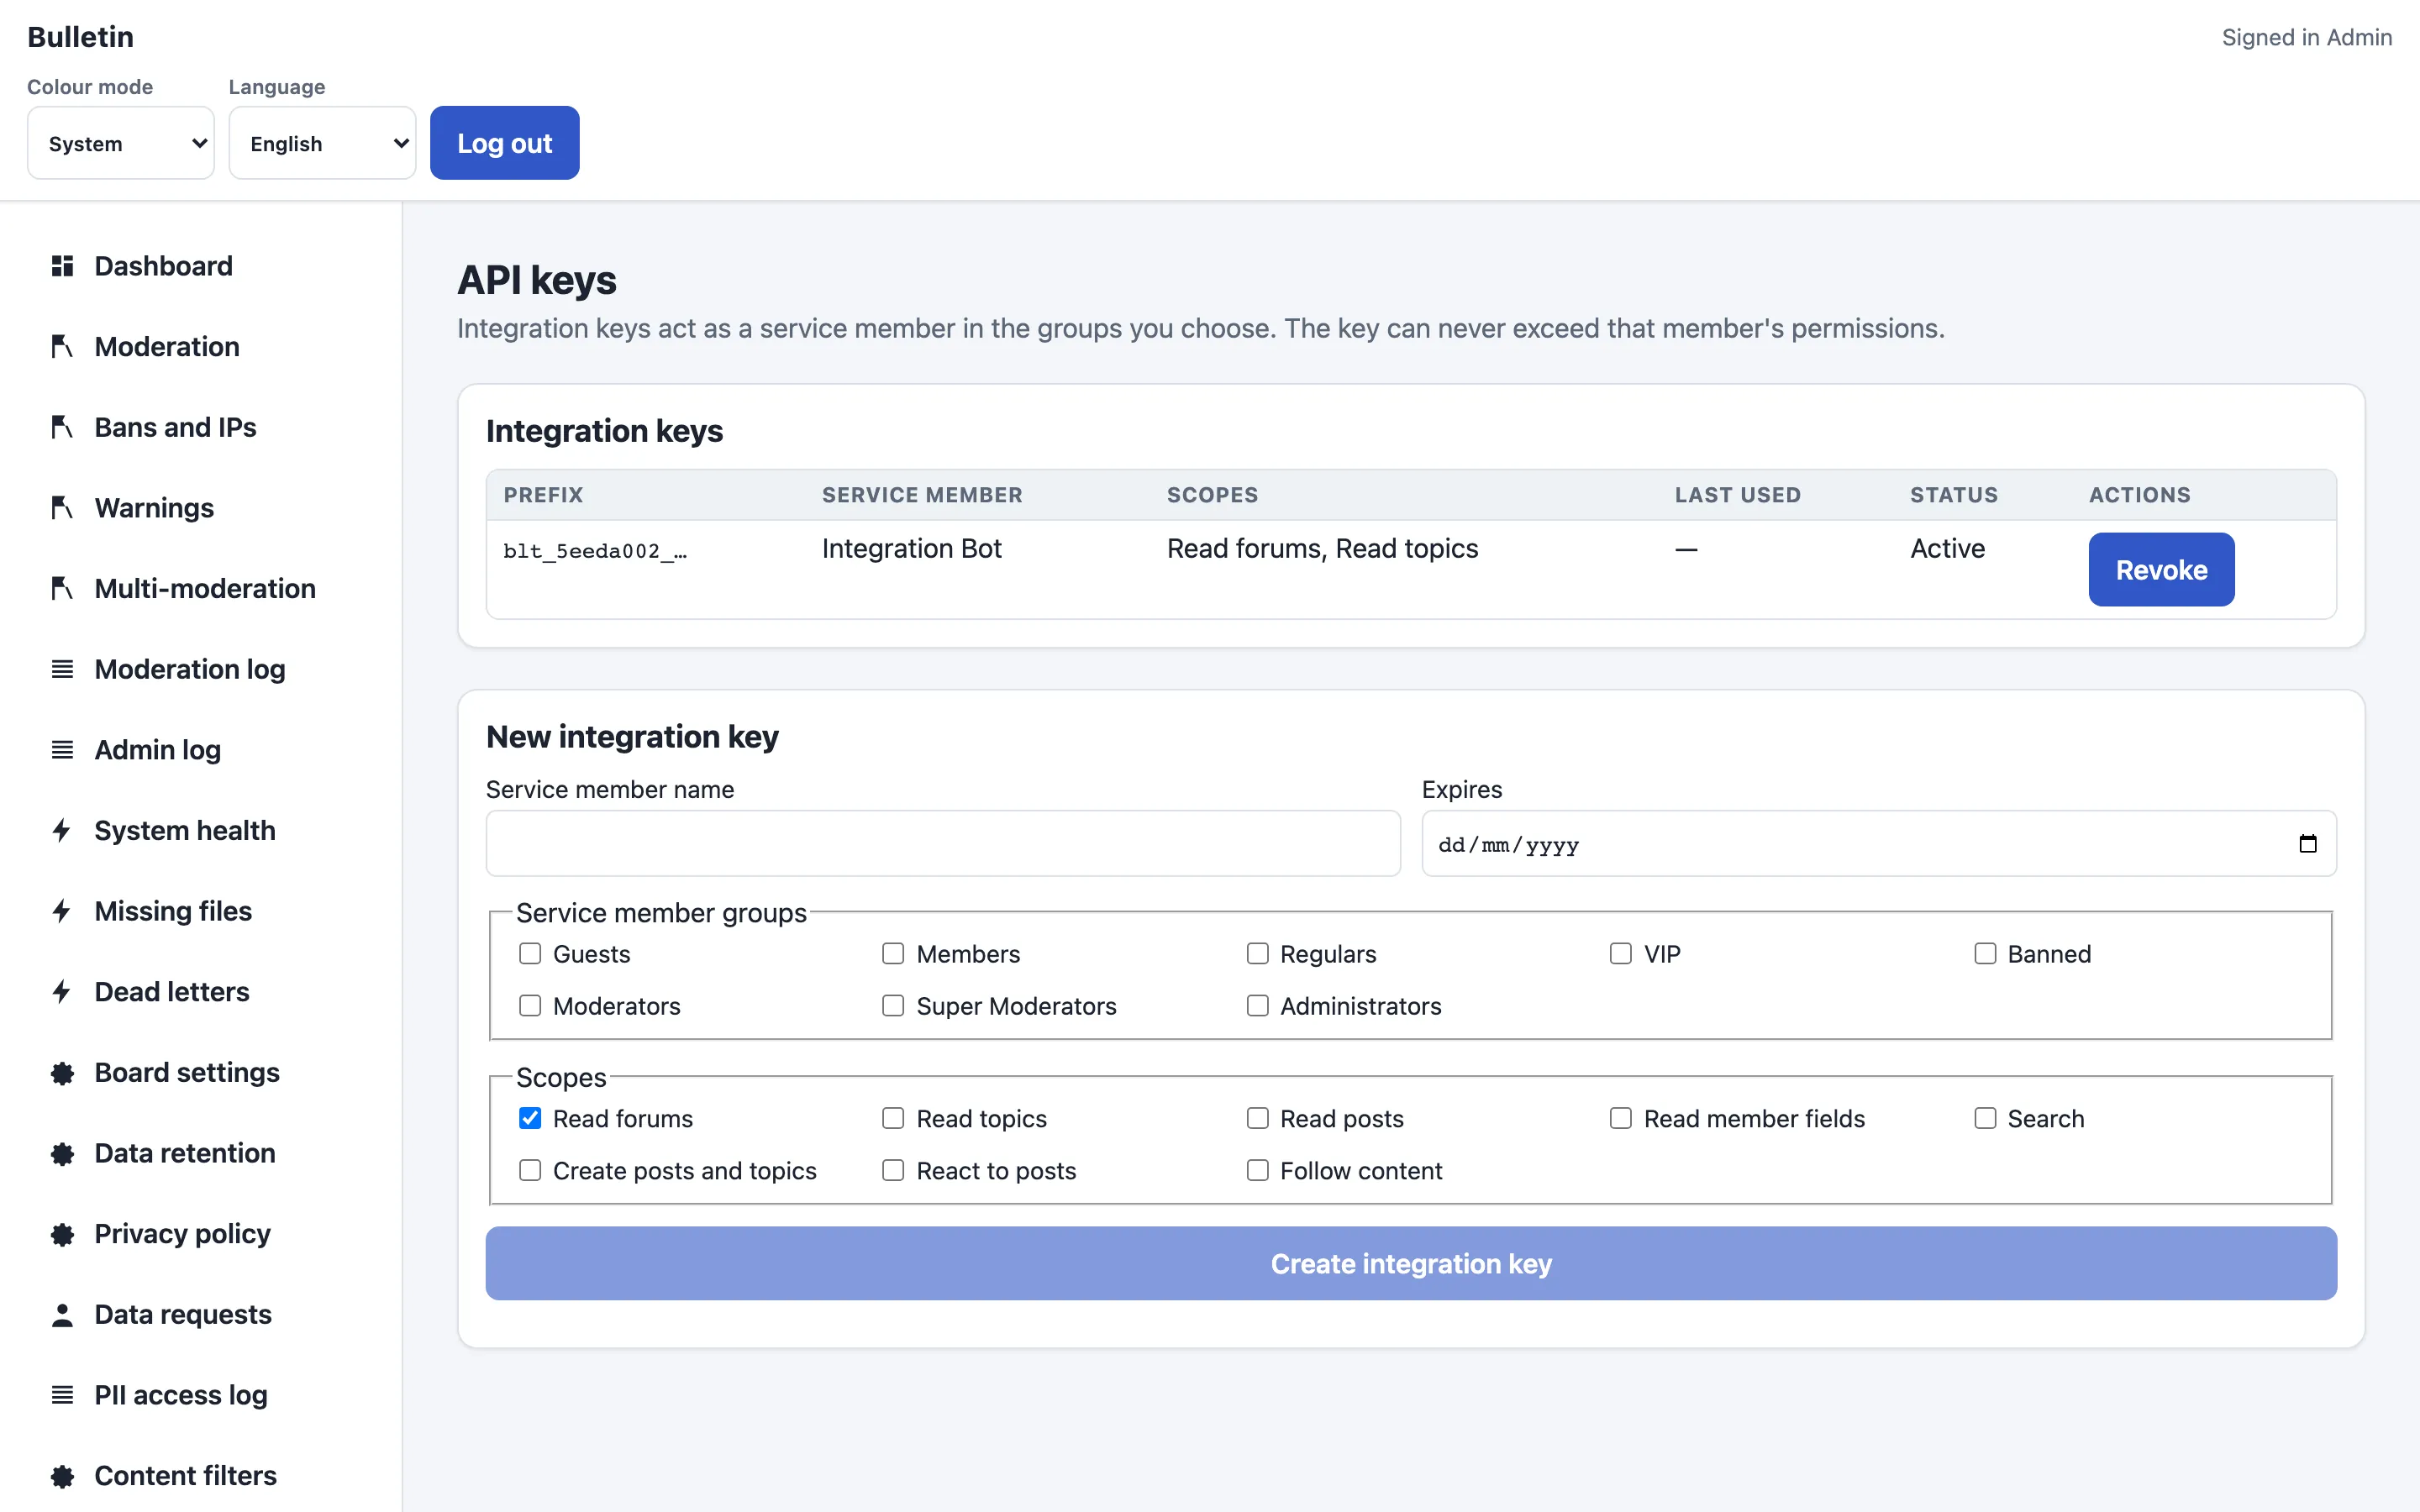 Bulletin
Signed in Admin
Colour mode
Language
System
English
Log out
Dashboard
Moderation
Bans and IPs
Warnings
Multi-moderation
Moderation log
Admin log
System health
Missing files
Dead letters
Board settings
Data retention
Privacy policy
Data requests
PII access log
Content filters
API keys
Integration keys act as a service member in the groups you choose. The key can never exceed that member's permissions.
Integration keys
PREFIX SERVICE MEMBER SCOPES LAST USED STATUS ACTIONS
blt_5eeda002_… Integration Bot Read forums, Read topics — Active Revoke
New integration key
Service member name
Expires
dd/mm/yyyy
Service member groups
Guests Members Regulars VIP Banned
Moderators Super Moderators Administrators
Scopes
Read forums Read topics Read posts Read member fields Search
Create posts and topics React to posts Follow content
Create integration key